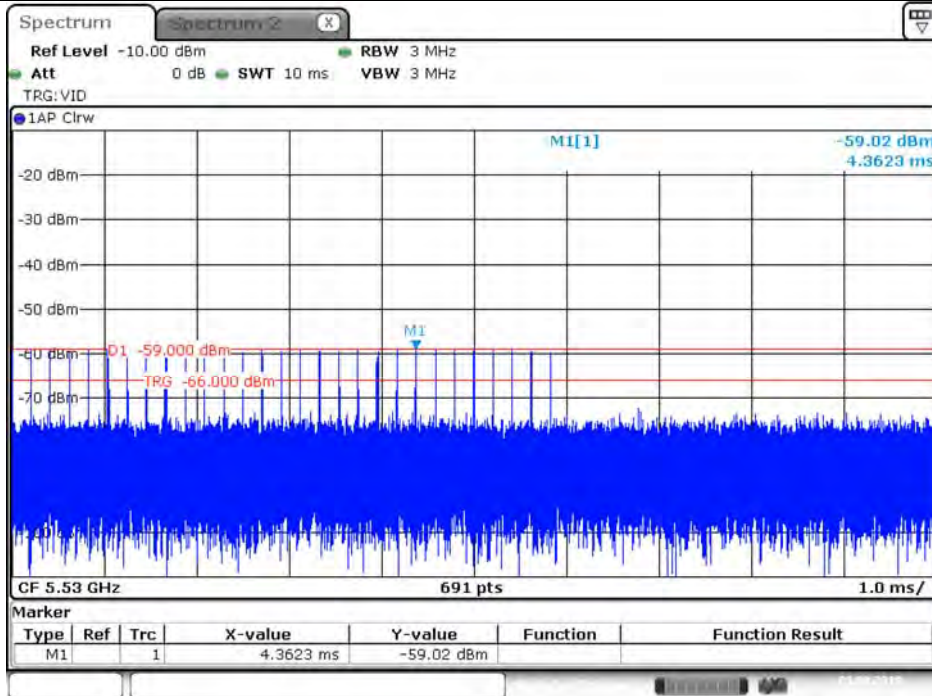 Spectrum Spectrum 2 X
Ref Level -10.00 dBm RBW 3 MHz
Att 0 dB SWT 10 ms VBW 3 MHz
TRG:VID
1AP Clrw
M1[1] -59.02 dBm
4.3623 ms
-20 dBm
-30 dBm
-40 dBm
-50 dBm
M1
-60 dBm D1 -59.000 dBm
TRG -66.000 dBm
-70 dBm
CF 5.53 GHz 691 pts 1.0 ms/
Marker
Type Ref Trc X-value Y-value Function Function Result
M1 1 4.3623 ms -59.02 dBm